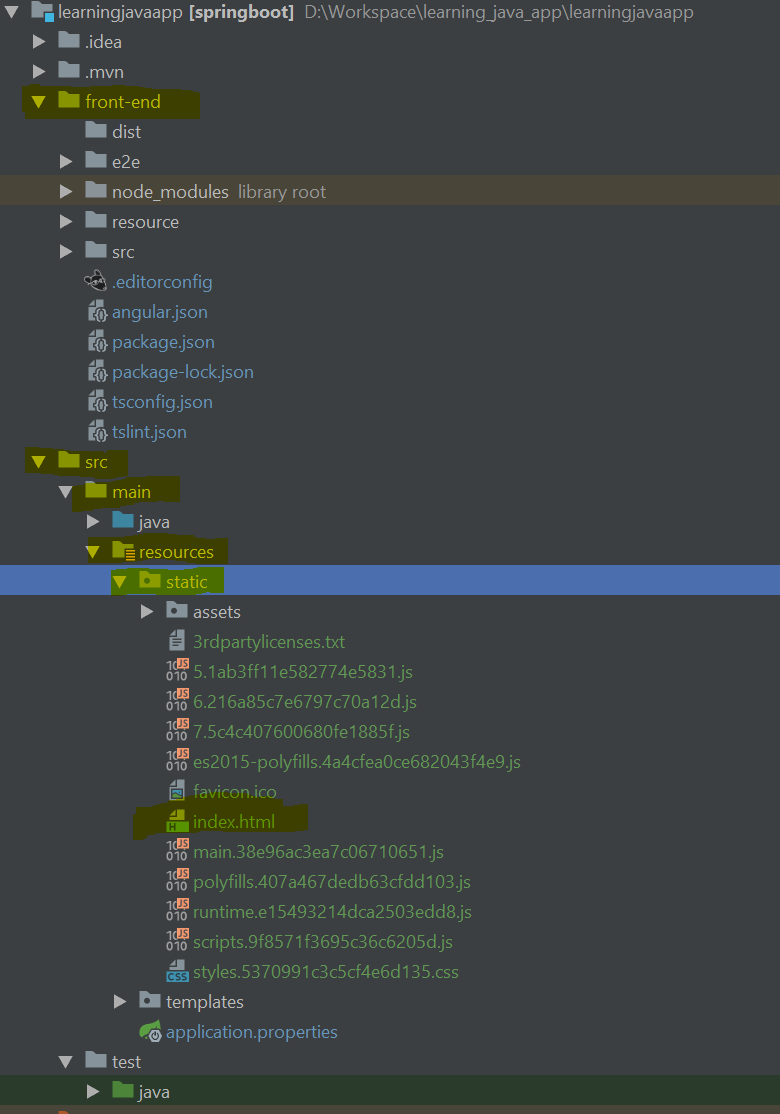 learningjavaapp [springboot] D:\Workspace\learning_java_app\learningjavaapp
.idea
.mvn
front-end
dist
e2e
node_modules library root
resource
src
.editorconfig
angular.json
package.json
package-lock.json
tsconfig.json
tslint.json
src
main
java
resources
static
assets
3rdpartylicenses.txt
5.1ab3ff11e582774e5831.js
6.216a85c7e6797c70a12d.js
7.5c4c407600680fe1885f.js
es2015-polyfills.4a4cfea0ce682043f4e9.js
favicon.ico
index.html
main.38e96ac3ea7c06710651.js
polyfills.407a467dedb63cfdd103.js
runtime.e15493214dca2503edd8.js
scripts.9f8571f3695c36c6205d.js
styles.5370991c3c5cf4e6d135.css
templates
application.properties
test
java